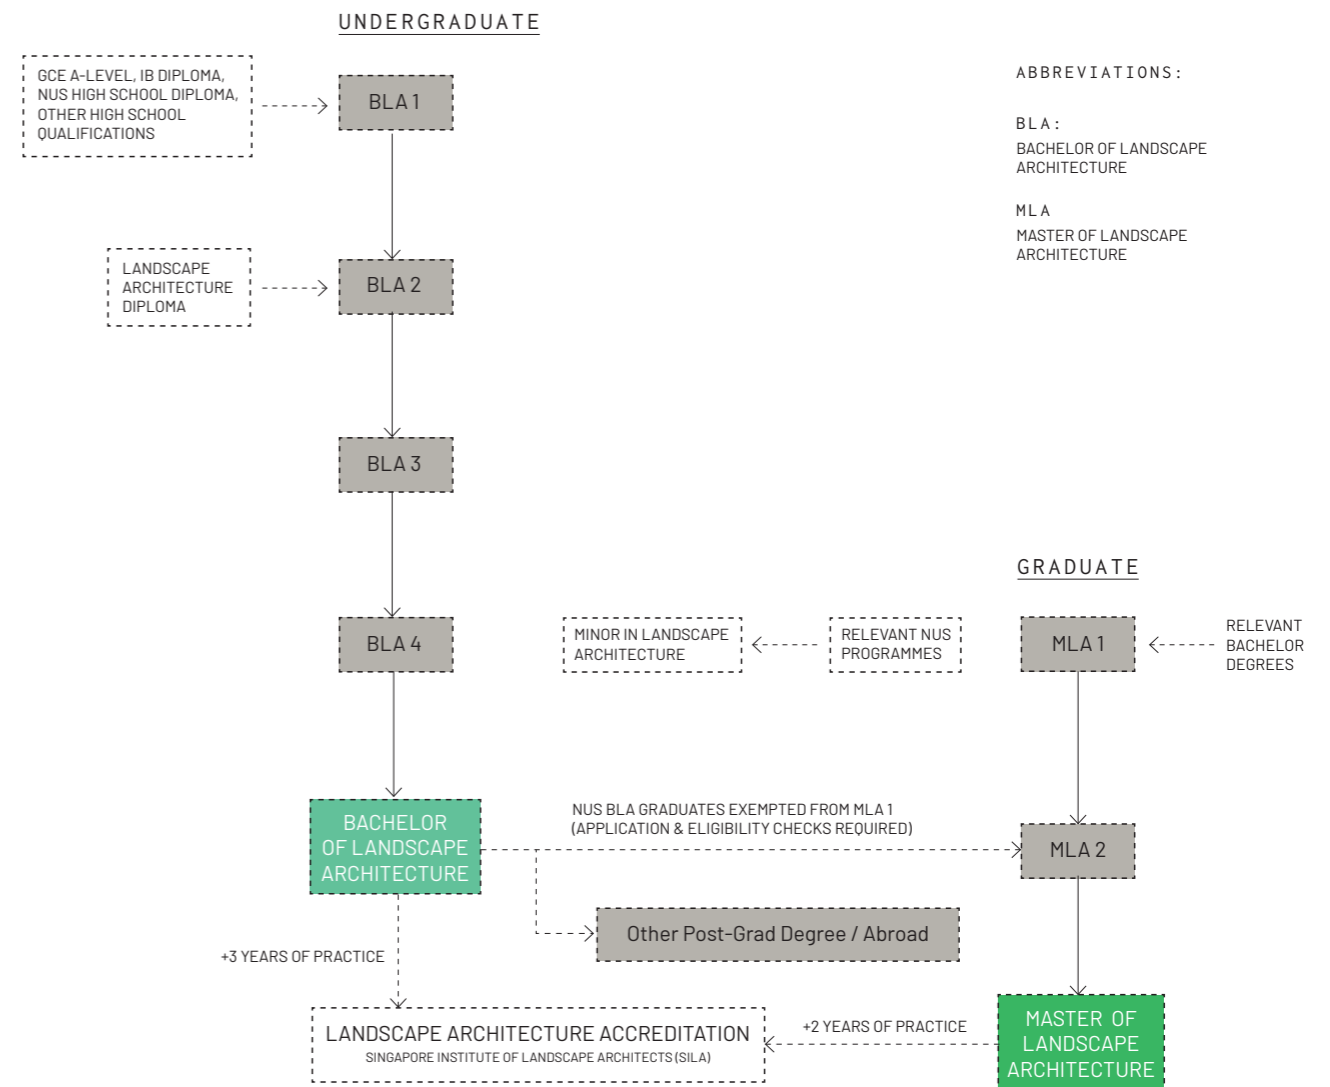 UNDERGRADUATE
GCE A-LEVEL, IB DIPLOMA,
NUS HIGH SCHOOL DIPLOMA,
OTHER HIGH SCHOOL
QUALIFICATIONS
BLA 1
ABBREVIATIONS:
BLA:
BACHELOR OF LANDSCAPE
ARCHITECTURE
MLA
MASTER OF LANDSCAPE
ARCHITECTURE
LANDSCAPE
ARCHITECTURE
DIPLOMA
BLA 2
BLA 3
GRADUATE
BLA 4
MINOR IN LANDSCAPE
ARCHITECTURE
RELEVANT NUS
PROGRAMMES
MLA 1
RELEVANT
BACHELOR
DEGREES
BACHELOR
OF LANDSCAPE
ARCHITECTURE
NUS BLA GRADUATES EXEMPTED FROM MLA 1
(APPLICATION & ELIGIBILITY CHECKS REQUIRED)
MLA 2
Other Post-Grad Degree / Abroad
+3 YEARS OF PRACTICE
LANDSCAPE ARCHITECTURE ACCREDITATION
SINGAPORE INSTITUTE OF LANDSCAPE ARCHITECTS (SILA)
+2 YEARS OF PRACTICE
MASTER OF
LANDSCAPE
ARCHITECTURE